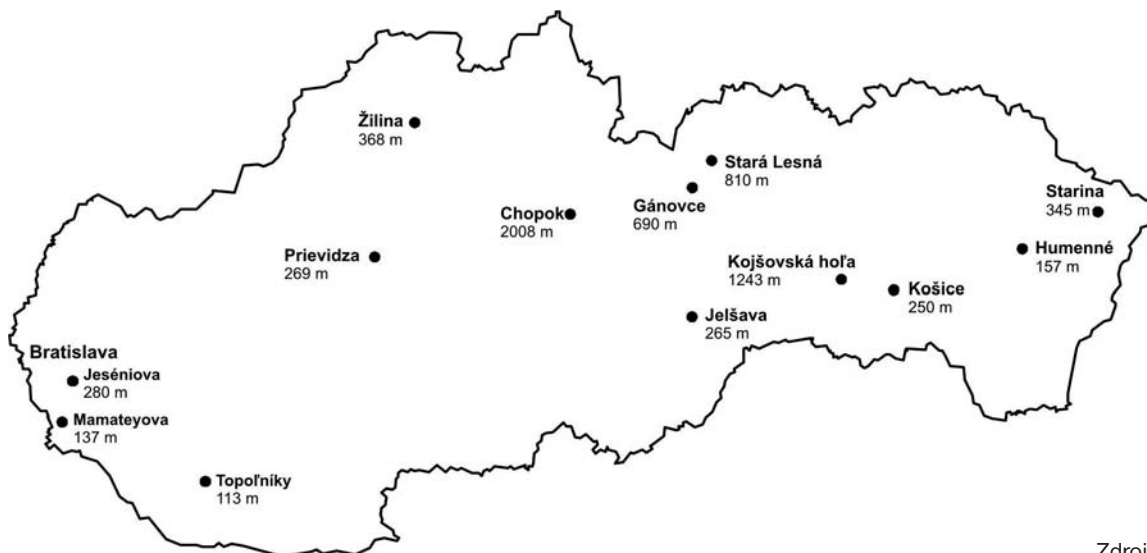 Žilina
368 m
Stará Lesná
810 m
Gánovce
690 m
Starina
345 m
Chopok
2008 m
Humenné
157 m
Prievidza
269 m
Kojšovská hoľa
1243 m
Košice
250 m
Jelšava
265 m
Bratislava
Jeséniova
280 m
Mamateyova
137 m
Topoľníky
113 m
Zdroj